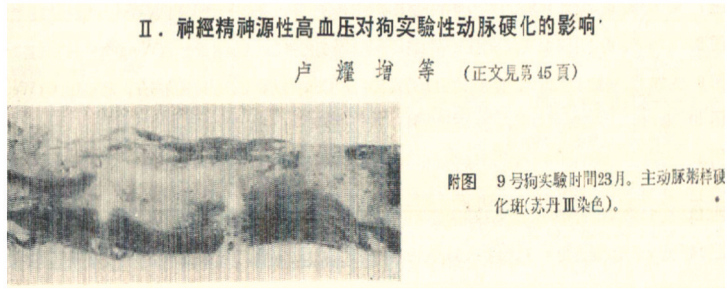 Ⅱ．神經精神源性高血压对狗实驗性动脉硬化的影响
卢耀增等 (正文見第45頁)
附图 9号狗实驗时間23月。主动脉粥样硬
化斑(苏丹Ⅲ染色)。